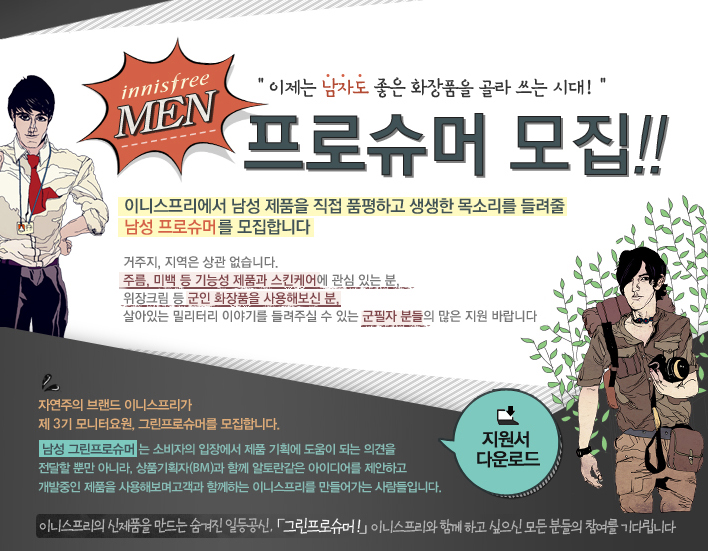 innisfree
MEN
" 이제는 남자도 좋은 화장품을 골라 쓰는 시대! "
프로슈머 모집!!
이니스프리에서 남성 제품을 직접 품평하고 생생한 목소리를 들려줄
남성 프로슈머를 모집합니다
거주지, 지역은 상관 없습니다.
주름, 미백 등 기능성 제품과 스킨케어에 관심 있는 분,
위장크림 등 군인 화장품을 사용해보신 분,
살아있는 밀리터리 이야기를 들려주실 수 있는 군필자 분들의 많은 지원 바랍니다
자연주의 브랜드 이니스프리가
제 3기 모니터요원, 그린프로슈머를 모집합니다.
남성 그린프로슈머는 소비자의 입장에서 제품 기획에 도움이 되는 의견을
전달할 뿐만 아니라, 상품기획자(BM)과 함께 알토란같은 아이디어를 제안하고
개발중인 제품을 사용해보며고객과 함께하는 이니스프리를 만들어가는 사람들입니다.
지원서
다운로드
이니스프리의 신제품을 만드는 숨겨진 일등공신, 「그린프로슈머!」 이니스프리와 함께 하고 싶으신 모든 분들의 참여를 기다립니다